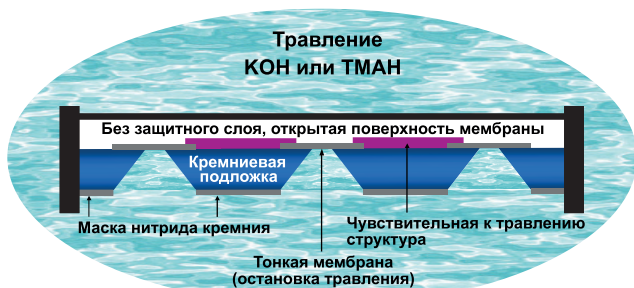 Травление
КОН или ТМАН
Без защитного слоя, открытая поверхность мембраны
Кремниевая
подложка
Маска нитрида кремния
Чувствительная к травлению
структура
Тонкая мембрана
(остановка травления)